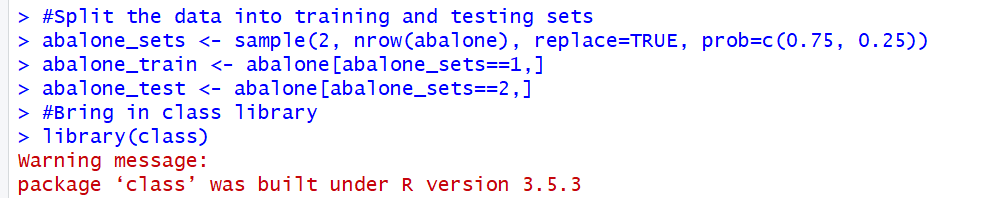 > #Split the data into training and testing sets
> abalone_sets <- sample(2, nrow(abalone), replace=TRUE, prob=c(0.75, 0.25))
> abalone_train <- abalone[abalone_sets==1,]
> abalone_test <- abalone[abalone_sets==2,]
> #Bring in class library
> library(class)
Warning message:
package ‘class’ was built under R version 3.5.3